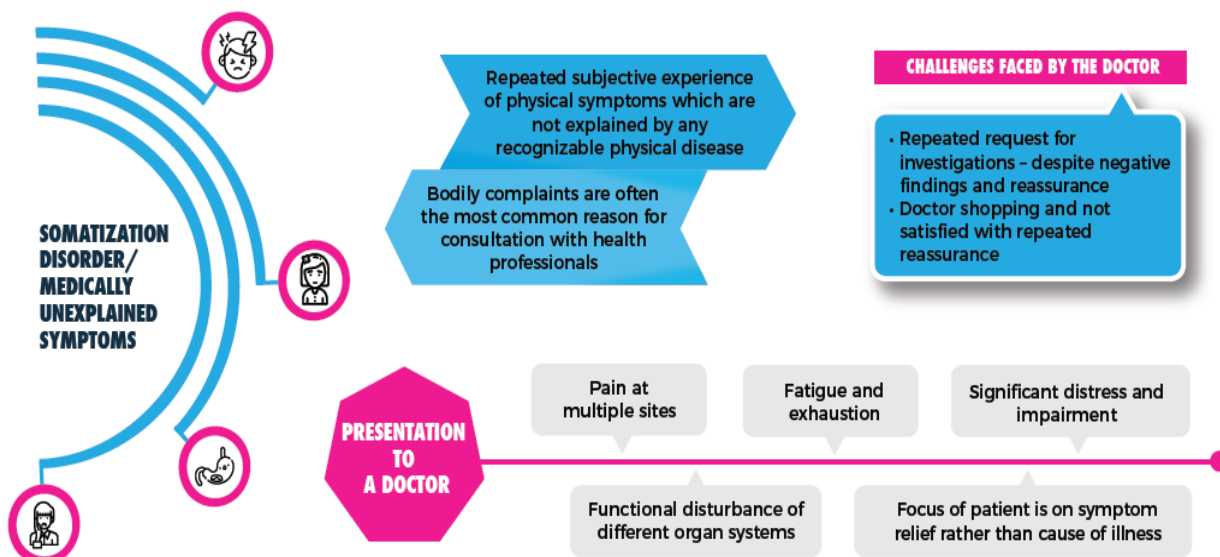 SOMATIZATION
DISORDER/
MEDICALLY
UNEXPLAINED
SYMPTOMS
Repeated subjective experience
of physical symptoms which are
not explained by any
recognizable physical disease
Bodily complaints are often
the most common reason for
consultation with health
professionals
CHALLENGES FACED BY THE DOCTOR
• Repeated request for
investigations – despite negative
findings and reassurance
• Doctor shopping and not
satisfied with repeated
reassurance
PRESENTATION
TO
A DOCTOR
Pain at
multiple sites
Fatigue and
exhaustion
Significant distress and
impairment
Functional disturbance of
different organ systems
Focus of patient is on symptom
relief rather than cause of illness